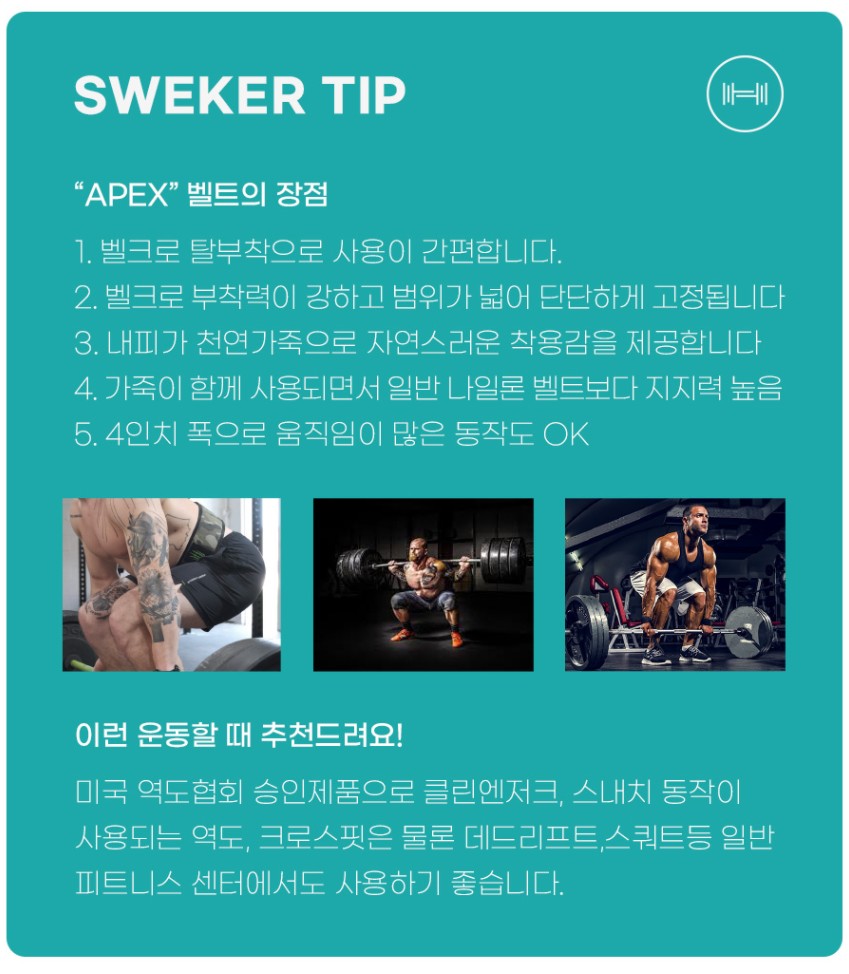 SWEKER TIP
“APEX” 벨트의 장점
1. 벨크로 탈부착으로 사용이 간편합니다.
2. 벨크로 부착력이 강하고 범위가 넓어 단단하게 고정됩니다
3. 내피가 천연가죽으로 자연스러운 착용감을 제공합니다
4. 가죽이 함께 사용되면서 일반 나일론 벨트보다 지지력 높음
5. 4인치 폭으로 움직임이 많은 동작도 OK
이런 운동할 때 추천드려요!
미국 역도협회 승인제품으로 클린엔저크, 스내치 동작이
사용되는 역도, 크로스핏은 물론 데드리프트,스쿼트등 일반
피트니스 센터에서도 사용하기 좋습니다.